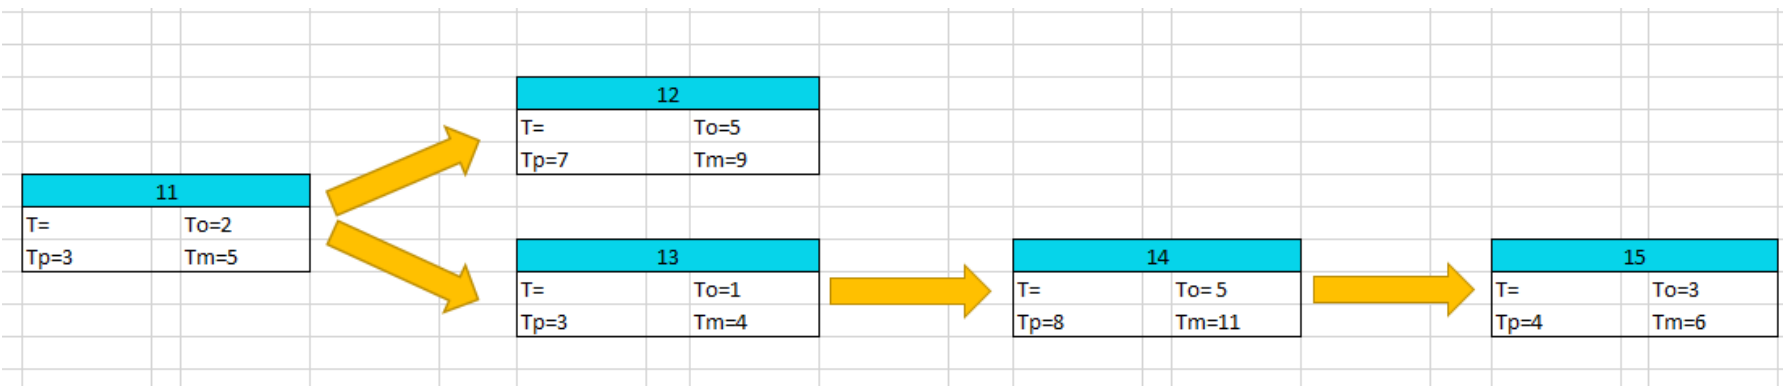 12
T= To=5
Tp=7 Tm=9
11
T= To=2
Tp=3 Tm=5
13
T= To=1
Tp=3 Tm=4
14
T= To= 5
Tp=8 Tm=11
15
T= To=3
Tp=4 Tm=6